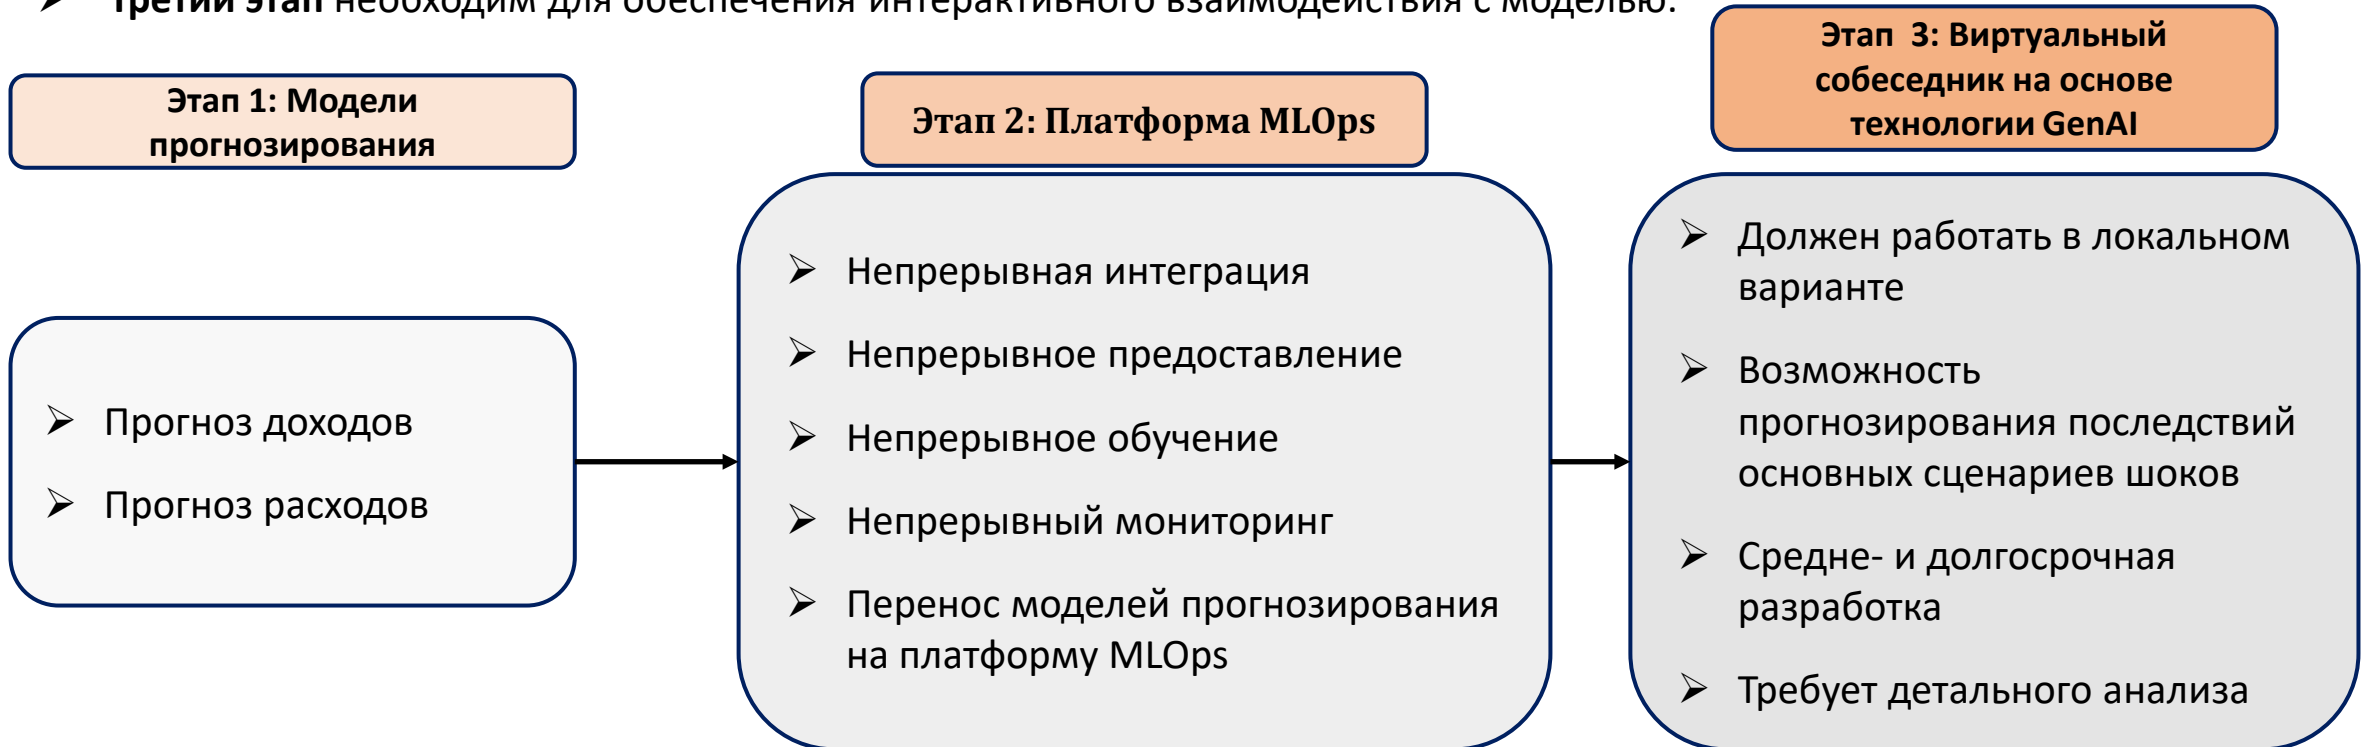 ➢ Третий этап необходим для обеспечения интерактивного взаимодействия с моделью.
Этап 1: Модели
прогнозирования
➢ Прогноз доходов
➢ Прогноз расходов
Этап 2: Платформа MLOps
➢ Непрерывная интеграция
➢ Непрерывное предоставление
➢ Непрерывное обучение
➢ Непрерывный мониторинг
➢ Перенос моделей прогнозирования
на платформу MLOps
Этап 3: Виртуальный
собеседник на основе
технологии GenAI
➢ Должен работать в локальном
варианте
➢ Возможность
прогнозирования последствий
основных сценариев шоков
➢ Средне- и долгосрочная
разработка
➢ Требует детального анализа